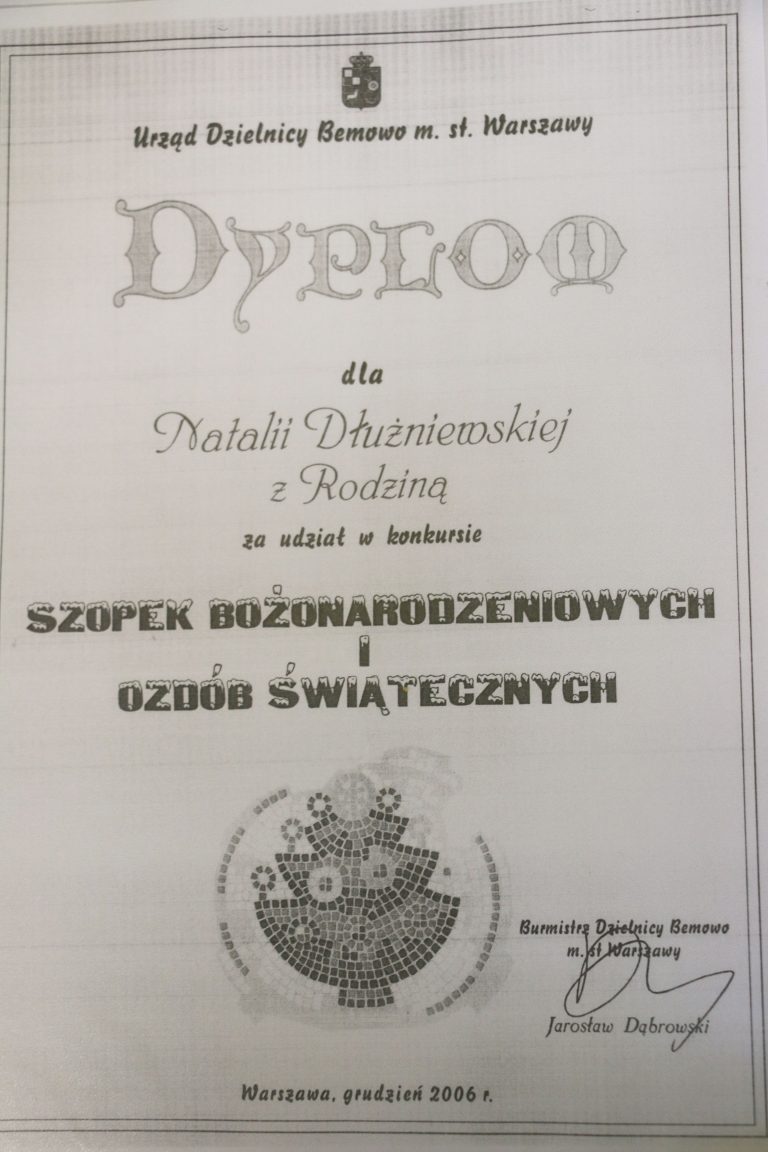 Urząd Dzielnicy Bemowo m. st. Warszawy
Dyplom
dla
Natalii Dłużniewskiej
z Rodziną
za udział w konkursie
SZOPEK BOŻONARODZENIOWYCH
I
OZDÓB ŚWIĄTECZNYCH
Burmistrz Dzielnicy Bemowo
m. st Warszawy
Jarosław Dąbrowski
Warszawa, grudzień 2006 r.